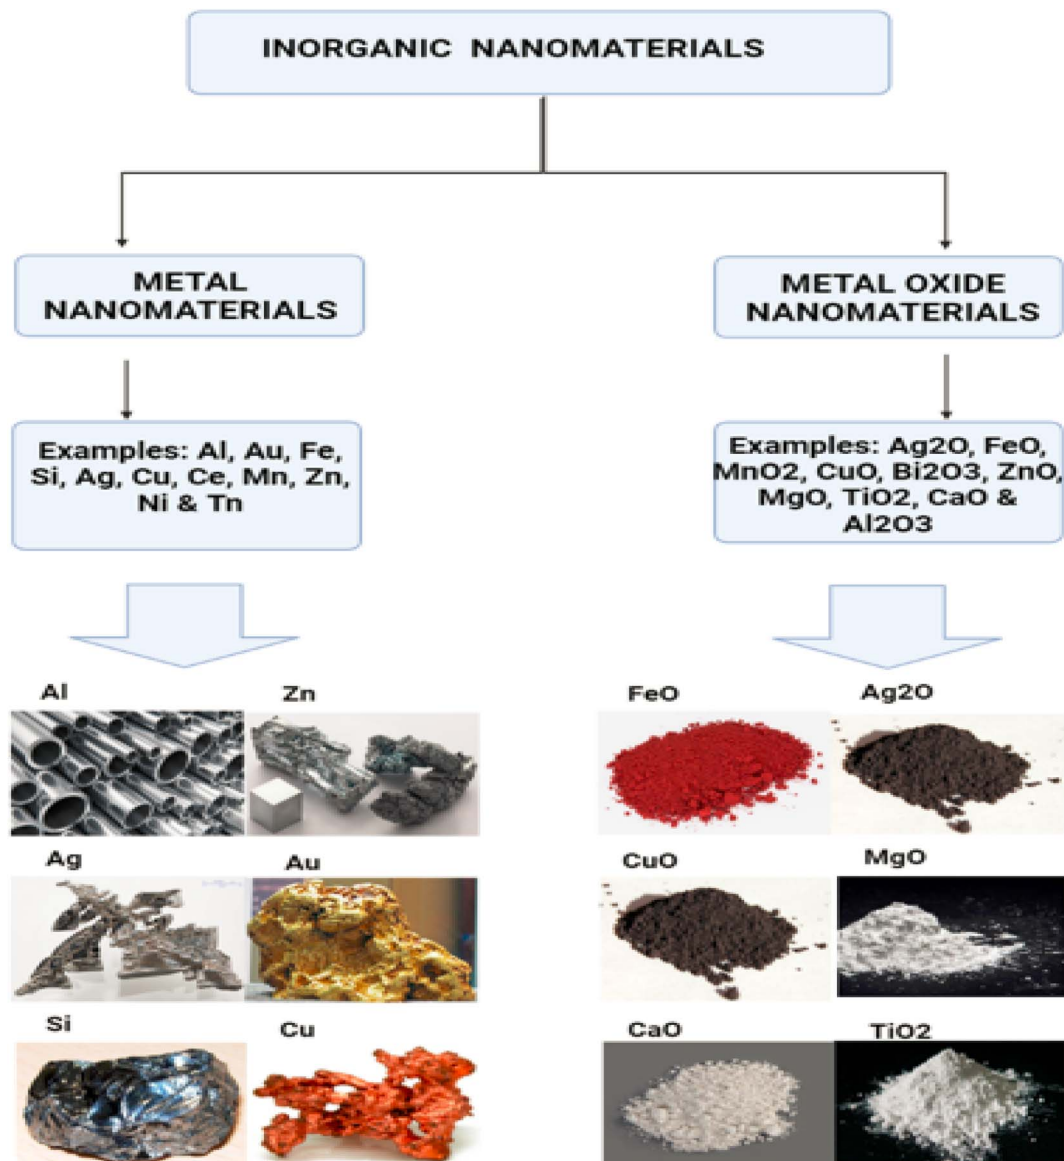 INORGANIC NANOMATERIALS
METAL
NANOMATERIALS
METAL OXIDE
NANOMATERIALS
Examples: Al, Au, Fe,
Si, Ag, Cu, Ce, Mn, Zn,
Ni & Tn
Examples: Ag2O, FeO,
MnO2, CuO, Bi2O3, ZnO,
MgO, TiO2, CaO &
Al2O3
Al
Zn
FeO
Ag2O
Ag
Au
CuO
MgO
Si
Cu
CaO
TiO2